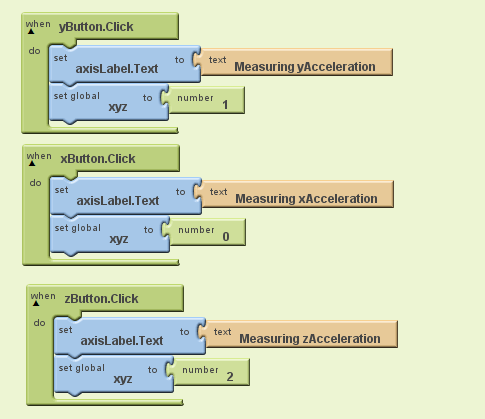 when yButton.Click
do set axisLabel.Text to text Measuring yAcceleration
set global xyz to number 1
when xButton.Click
do set axisLabel.Text to text Measuring xAcceleration
set global xyz to number 0
when zButton.Click
do set axisLabel.Text to text Measuring zAcceleration
set global xyz to number 2